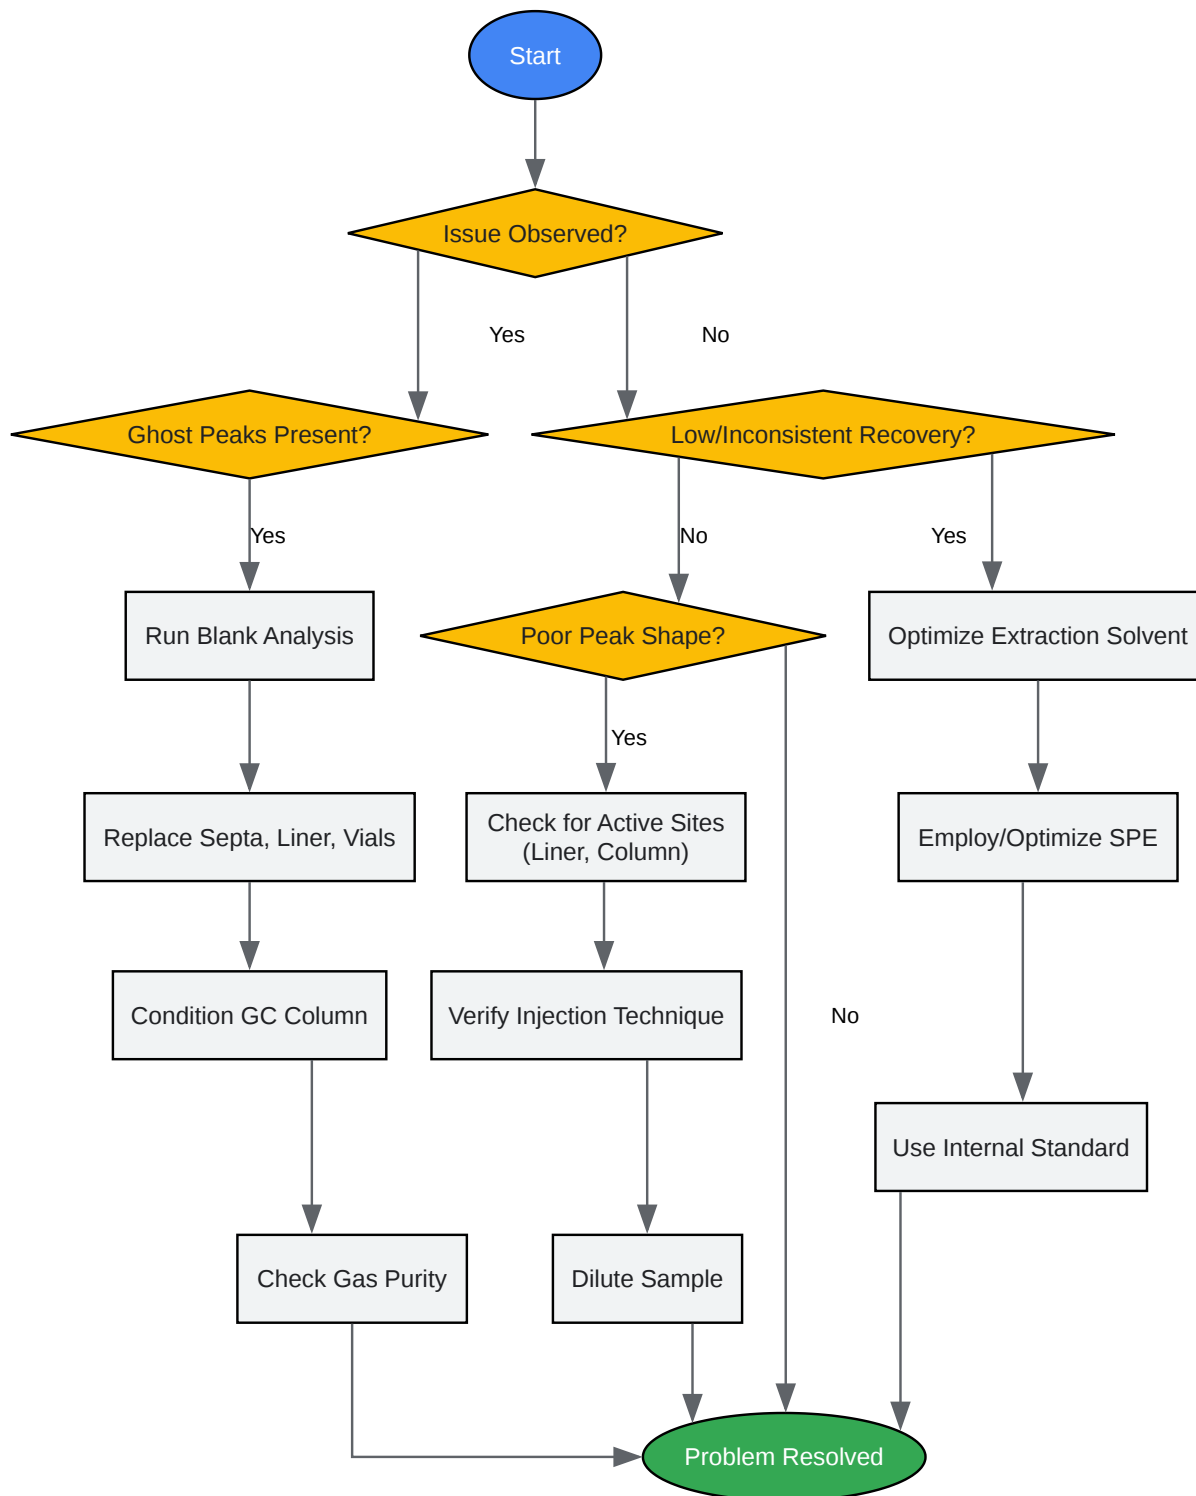 Start
Issue Observed?
Yes
No
Ghost Peaks Present?
Low/Inconsistent Recovery?
Yes
No
Yes
Run Blank Analysis
Poor Peak Shape?
Optimize Extraction Solvent
Yes
Replace Septa, Liner, Vials
Check for Active Sites
(Liner, Column)
Employ/Optimize SPE
Condition GC Column
Verify Injection Technique
No
Use Internal Standard
Check Gas Purity
Dilute Sample
Problem Resolved